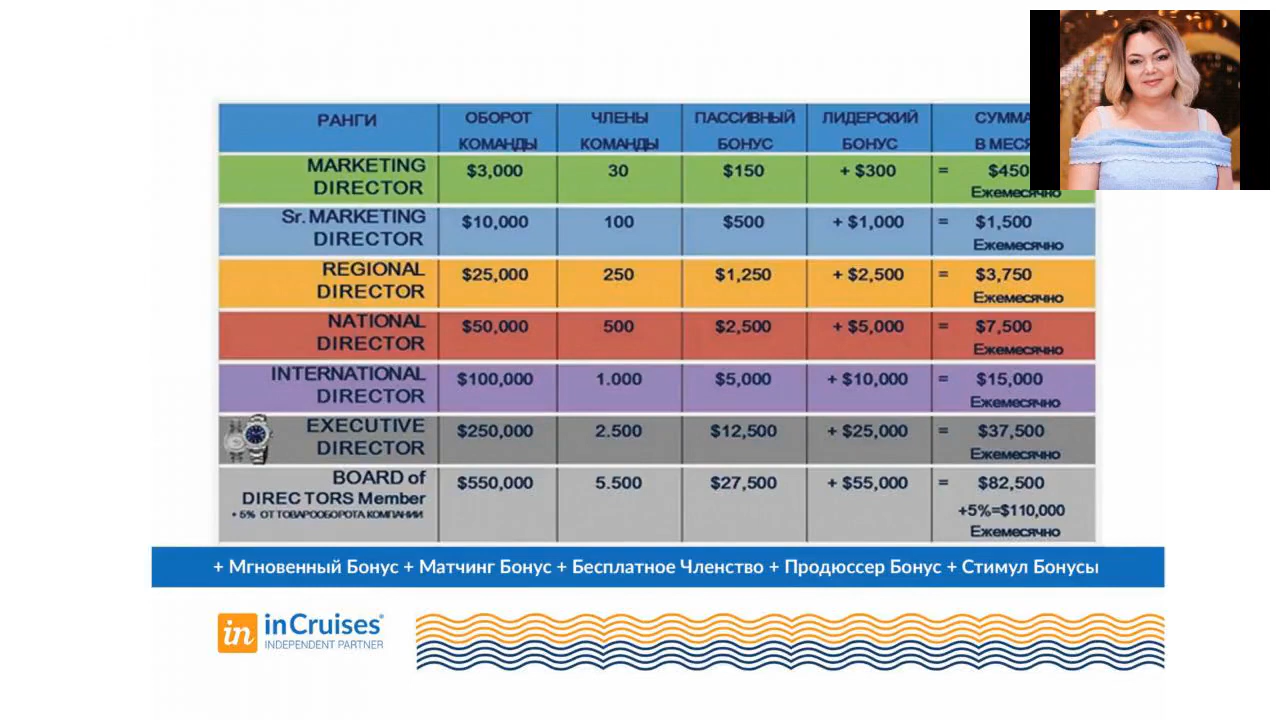 РАНГИ
ОБОРОТ КОМАНДЫ
ЧЛЕНЫ КОМАНДЫ
ПАССИВНЫЙ БОНУС
ЛИДЕРСКИЙ БОНУС
СУММА
MARKETING DIRECTOR $3,000 30 $150 + $300 = $450 Ежемесячно
Sr. MARKETING DIRECTOR $10,000 100 $500 + $1,000 = $1,500 Ежемесячно
REGIONAL DIRECTOR $25,000 250 $1,250 + $2,500 = $3,750 Ежемесячно
NATIONAL DIRECTOR $50,000 500 $2,500 + $5,000 = $7,500 Ежемесячно
INTERNATIONAL DIRECTOR $100,000 1.000 $5,000 + $10,000 = $15,000 Ежемесячно
EXECUTIVE DIRECTOR $250,000 2.500 $12,500 + $25,000 = $37,500 Ежемесячно
BOARD of DIRECTORS Member $550,000 5.500 $27,500 + $55,000 = $82,500
+ 5% ОТ ТОВАРООБОРОТА КОМПАНИИ +5%=$110,000 Ежемесячно
+ Мгновенный Бонус + Матчинг Бонус + Бесплатное Членство + Продюссер Бонус + Стимул Бонусы
in inCruises®
INDEPENDENT PARTNER